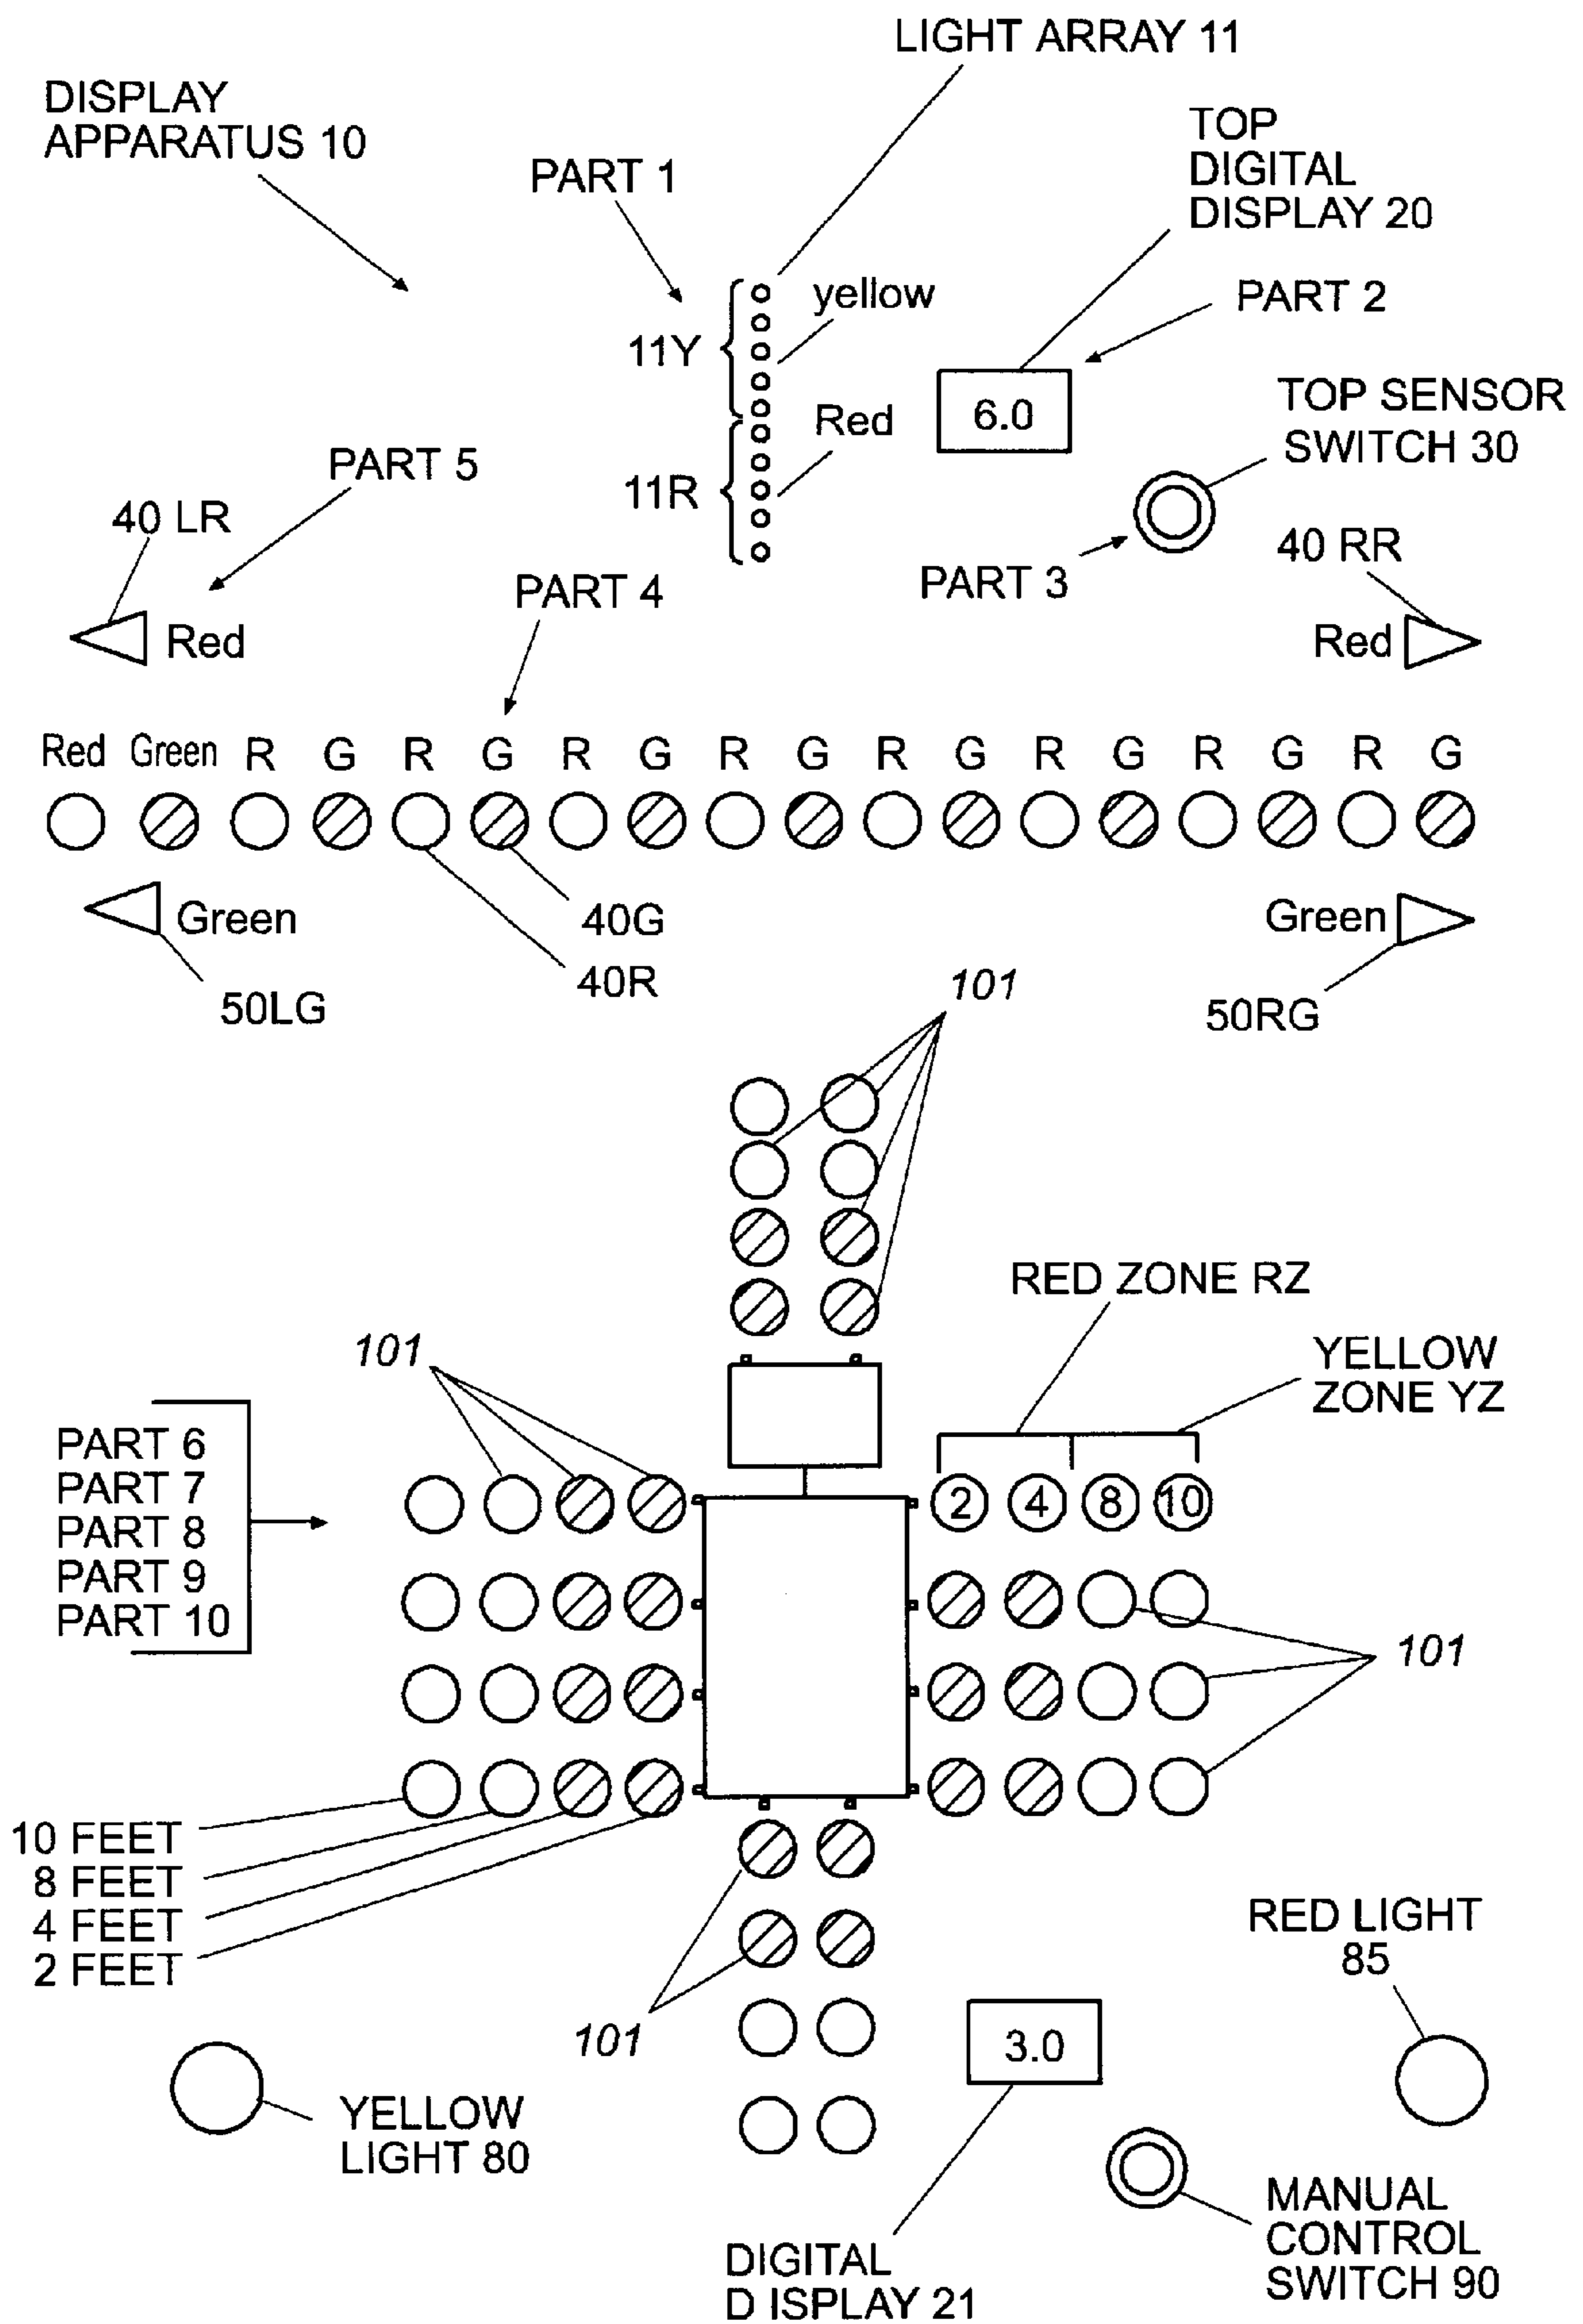 LIGHT ARRAY 11
DISPLAY
APPARATUS 10
TOP
DIGITAL
DISPLAY 20
PART 1
yellow
PART 2
11Y
6.0
TOP SENSOR
SWITCH 30
Red
PART 5
11R
40 LR
40 RR
PART 3
PART 4
Red
Red
Red Green R G R G R G R G R G R G R G R G
Green
40G
Green
40R
50LG
101
50RG
RED ZONE RZ
101
YELLOW
ZONE YZ
PART 6
PART 7
PART 8
PART 9
PART 10
2 4 8 10
101
10 FEET
8 FEET
4 FEET
2 FEET
RED LIGHT
85
101
3.0
YELLOW
LIGHT 80
MANUAL
CONTROL
SWITCH 90
DIGITAL
D ISPLAY 21